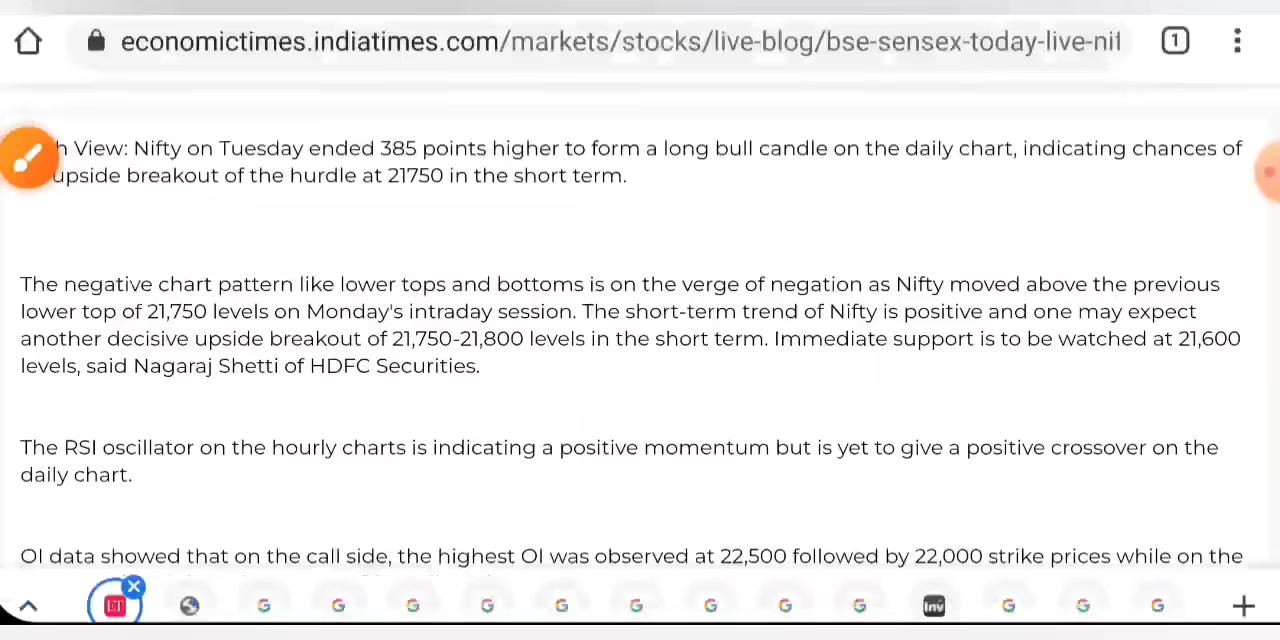 economictimes.indiatimes.com/markets/stocks/live-blog/bse-sensex-today-live-nif
1
h View: Nifty on Tuesday ended 385 points higher to form a long bull candle on the daily chart, indicating chances of
upside breakout of the hurdle at 21750 in the short term.
The negative chart pattern like lower tops and bottoms is on the verge of negation as Nifty moved above the previous
lower top of 21,750 levels on Monday's intraday session. The short-term trend of Nifty is positive and one may expect
another decisive upside breakout of 21,750-21,800 levels in the short term. Immediate support is to be watched at 21,600
levels, said Nagaraj Shetti of HDFC Securities.
The RSI oscillator on the hourly charts is indicating a positive momentum but is yet to give a positive crossover on the
daily chart.
OI data showed that on the call side, the highest OI was observed at 22,500 followed by 22,000 strike prices while on the
ET
Inv